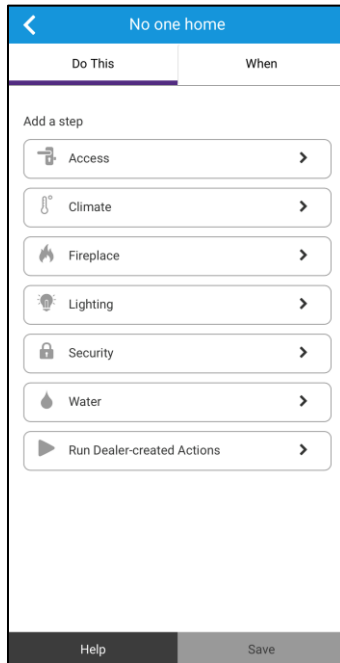 No one home
Do This
When
Add a step
Access
Climate
Fireplace
Lighting
Security
Water
Run Dealer-created Actions
Help
Save